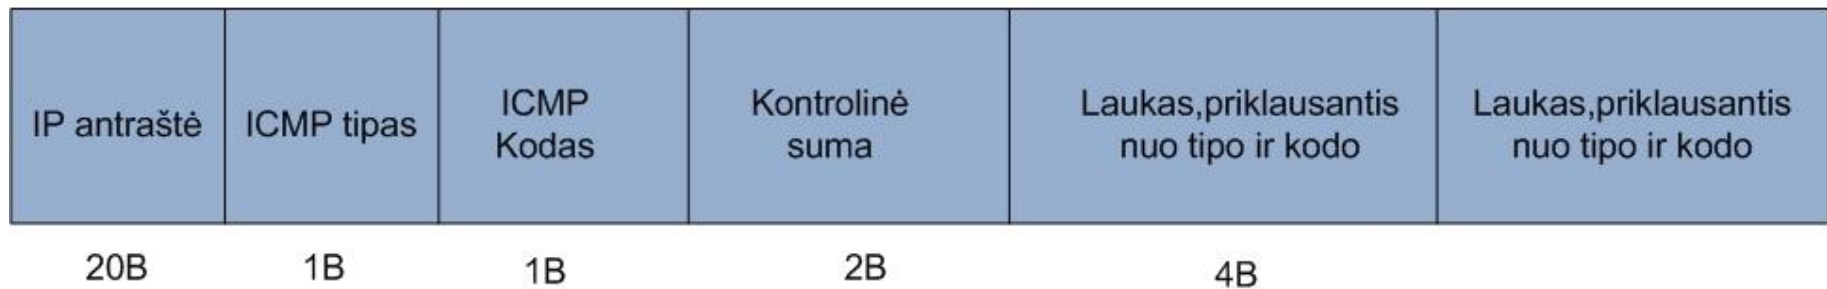 IP antraštė
ICMP tipas
ICMP
Kodas
Kontrolinė
suma
Laukas,priklausantis
nuo tipo ir kodo
Laukas,priklausantis
nuo tipo ir kodo
20B
1B
1B
2B
4B